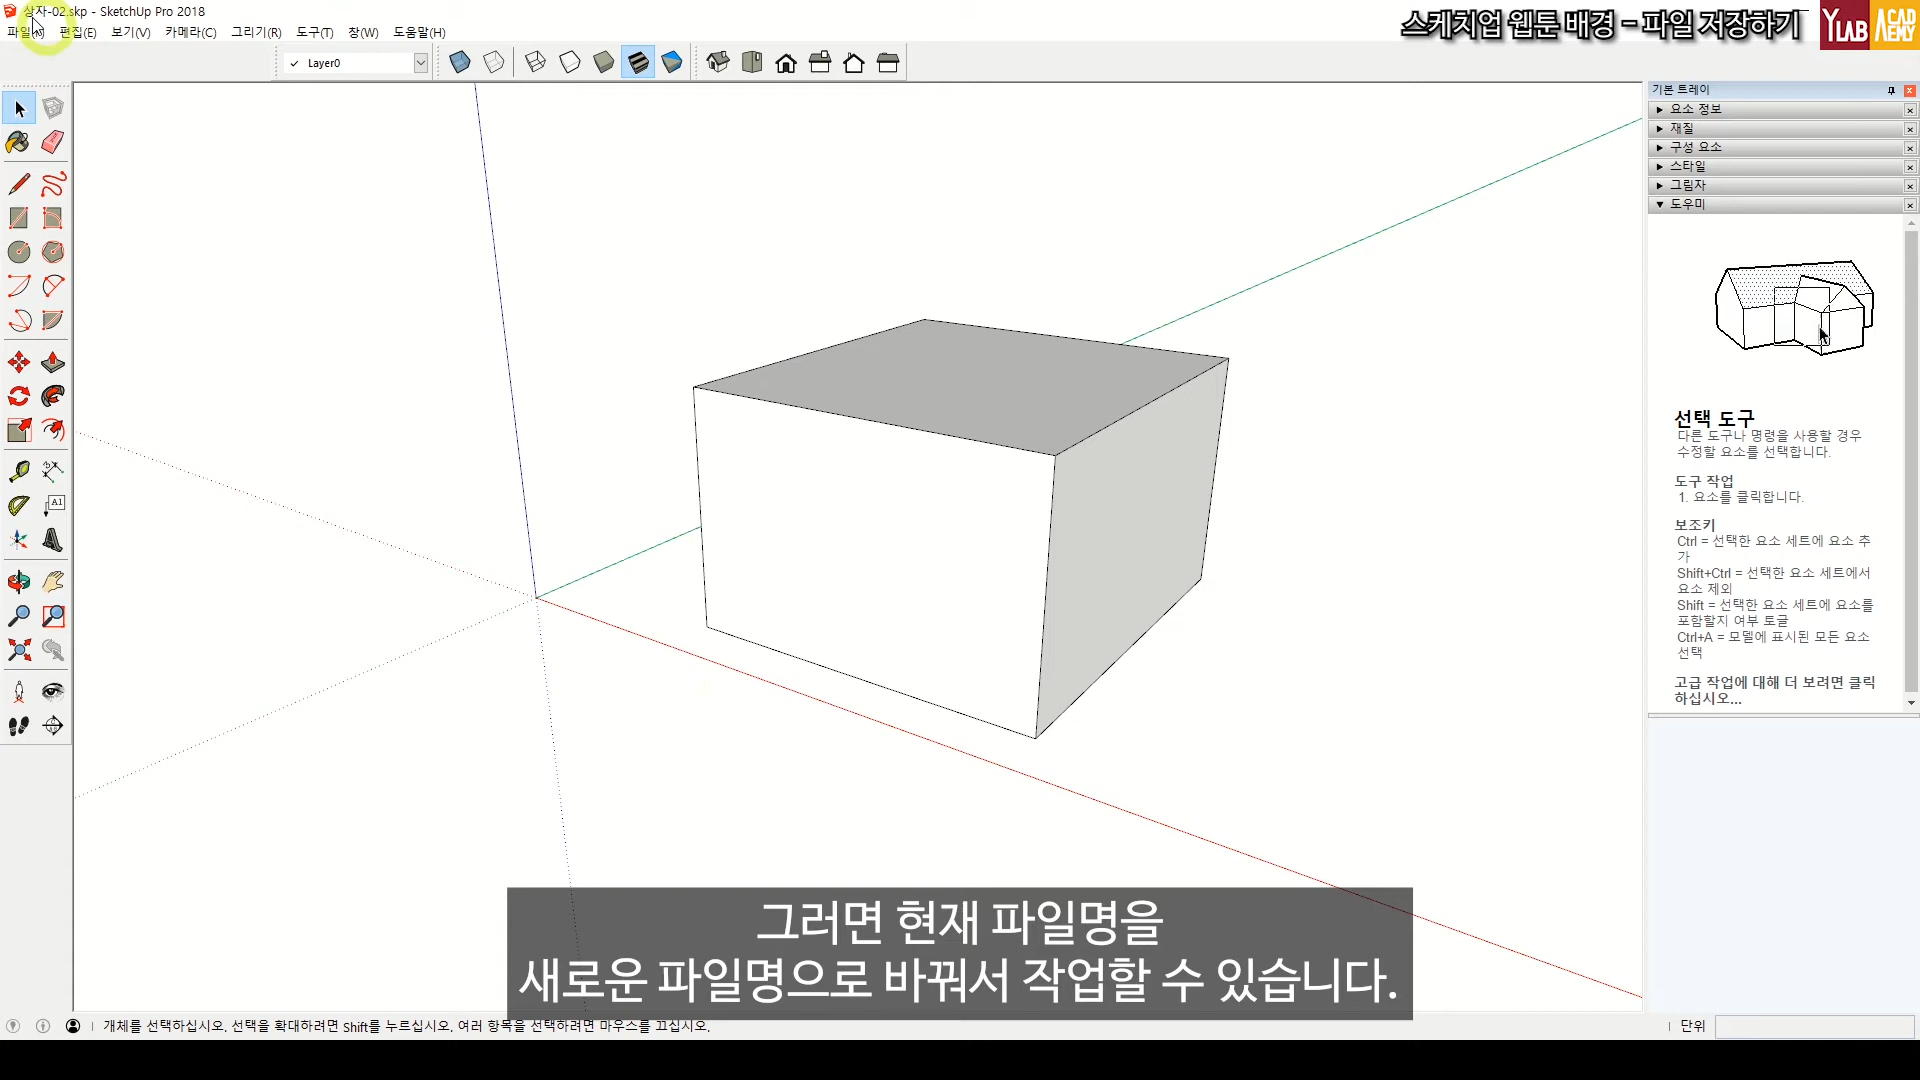 상자-02.skp - SketchUp Pro 2018
파일(N) 편집(E) 보기(V) 카메라(C) 그리기(R) 도구(T) 창(W) 도움말(H)
스케치업 웹툰 배경 - 파일 저장하기
YLAB ACADEMY
Layer0
기본 트레이
요소 정보
재질
구성 요소
스타일
그림자
도우미
선택 도구
다른 도구나 명령을 사용할 경우
수정할 요소를 선택합니다.
도구 작업
1. 요소를 클릭합니다.
보조키
Ctrl = 선택한 요소 세트에 요소 추
가
Shift+Ctrl = 선택한 요소 세트에서
요소 제외
Shift = 선택한 요소 세트에 요소를
포함할지 여부 토글
Ctrl+A = 모델에 표시된 모든 요소
선택
고급 작업에 대해 더 보려면 클릭
하십시오...
A1
그러면 현재 파일명을
새로운 파일명으로 바꿔서 작업할 수 있습니다.
개체를 선택하십시오. 선택을 확대하려면 Shift를 누르십시오. 여러 항목을 선택하려면 마우스를 끄십시오.
단위